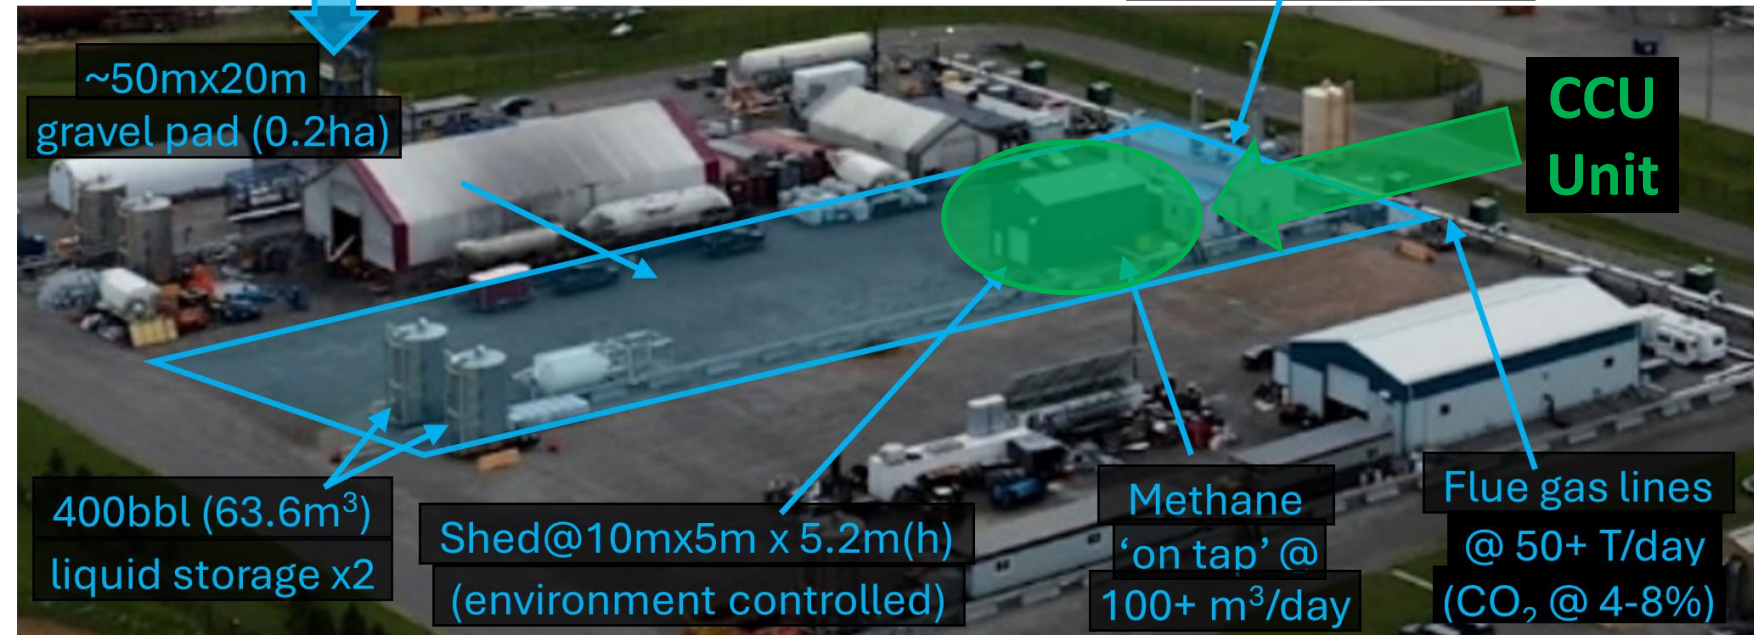 ~50mx20m
gravel pad (0.2ha)
CCU
Unit
400bbl (63.6m³)
liquid storage x2
Shed@10mx5m x 5.2m(h)
(environment controlled)
Methane
‘on tap’ @
100+ m³/day
Flue gas lines
@ 50+ T/day
(CO₂ @ 4-8%)